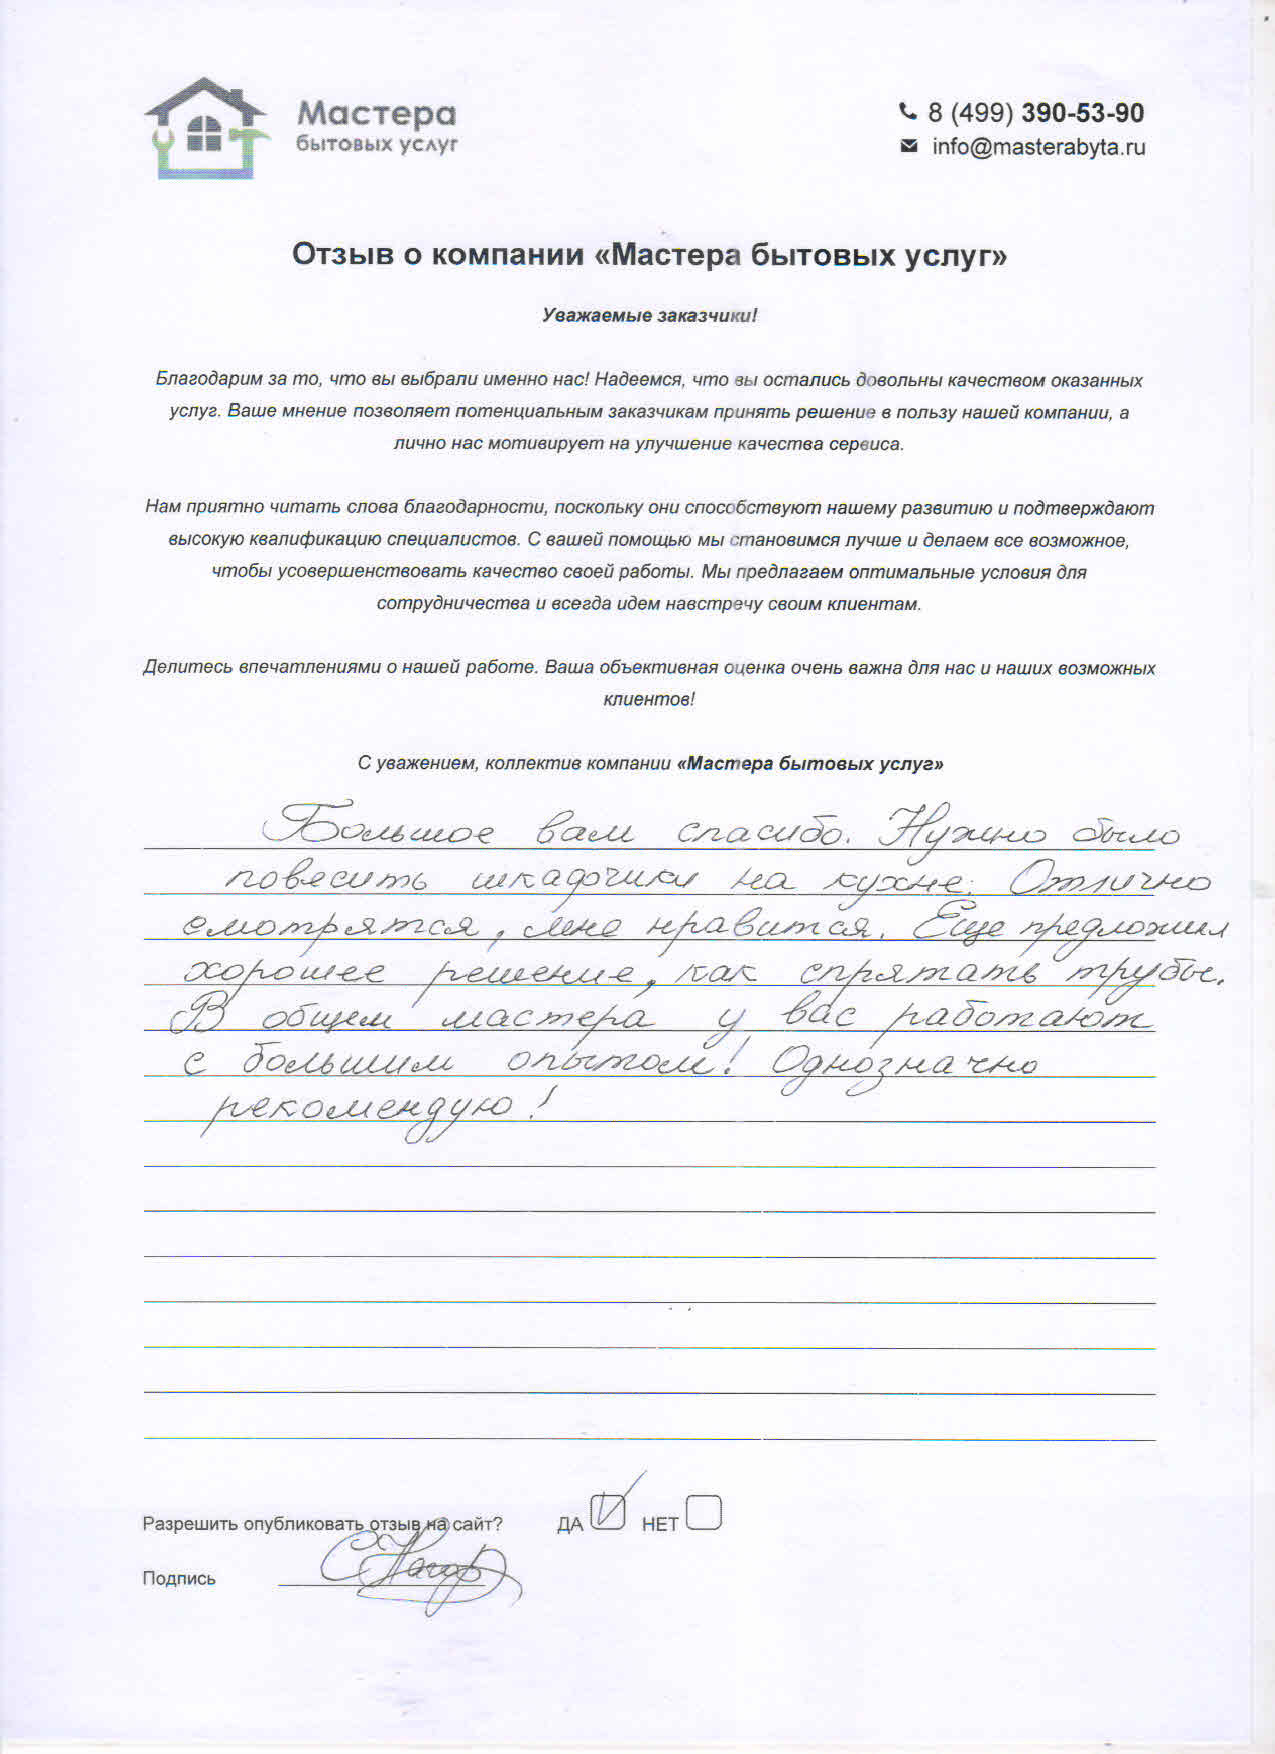 Мастера
бытовых услуг
8 (499) 390-53-90
info@masterabyta.ru
Отзыв о компании «Мастера бытовых услуг»
Уважаемые заказчики!
Благодарим за то, что вы выбрали именно нас! Надеемся, что вы остались довольны качеством оказанных
услуг. Ваше мнение позволяет потенциальным заказчикам принять решение в пользу нашей компании, а
лично нас мотивирует на улучшение качества сервиса.
Нам приятно читать слова благодарности, поскольку они способствуют нашему развитию и подтверждают
высокую квалификацию специалистов. С вашей помощью мы становимся лучше и делаем все возможное,
чтобы усовершенствовать качество своей работы. Мы предлагаем оптимальные условия для
сотрудничества и всегда идем навстречу своим клиентам.
Делитесь впечатлениями о нашей работе. Ваша объективная оценка очень важна для нас и наших возможных
клиентов!
С уважением, коллектив компании «Мастера бытовых услуг»
Большое вам спасибо. Нужно было
повесить шкафчики на кухне. Отлично
смотрятся, мне нравится. Еще предложил
хорошее решение, как спрятать трубы.
В общем мастера у вас работают
с большим опытом! Однозначно
рекомендую!
Разрешить опубликовать отзыв на сайт? ДА НЕТ
Подпись